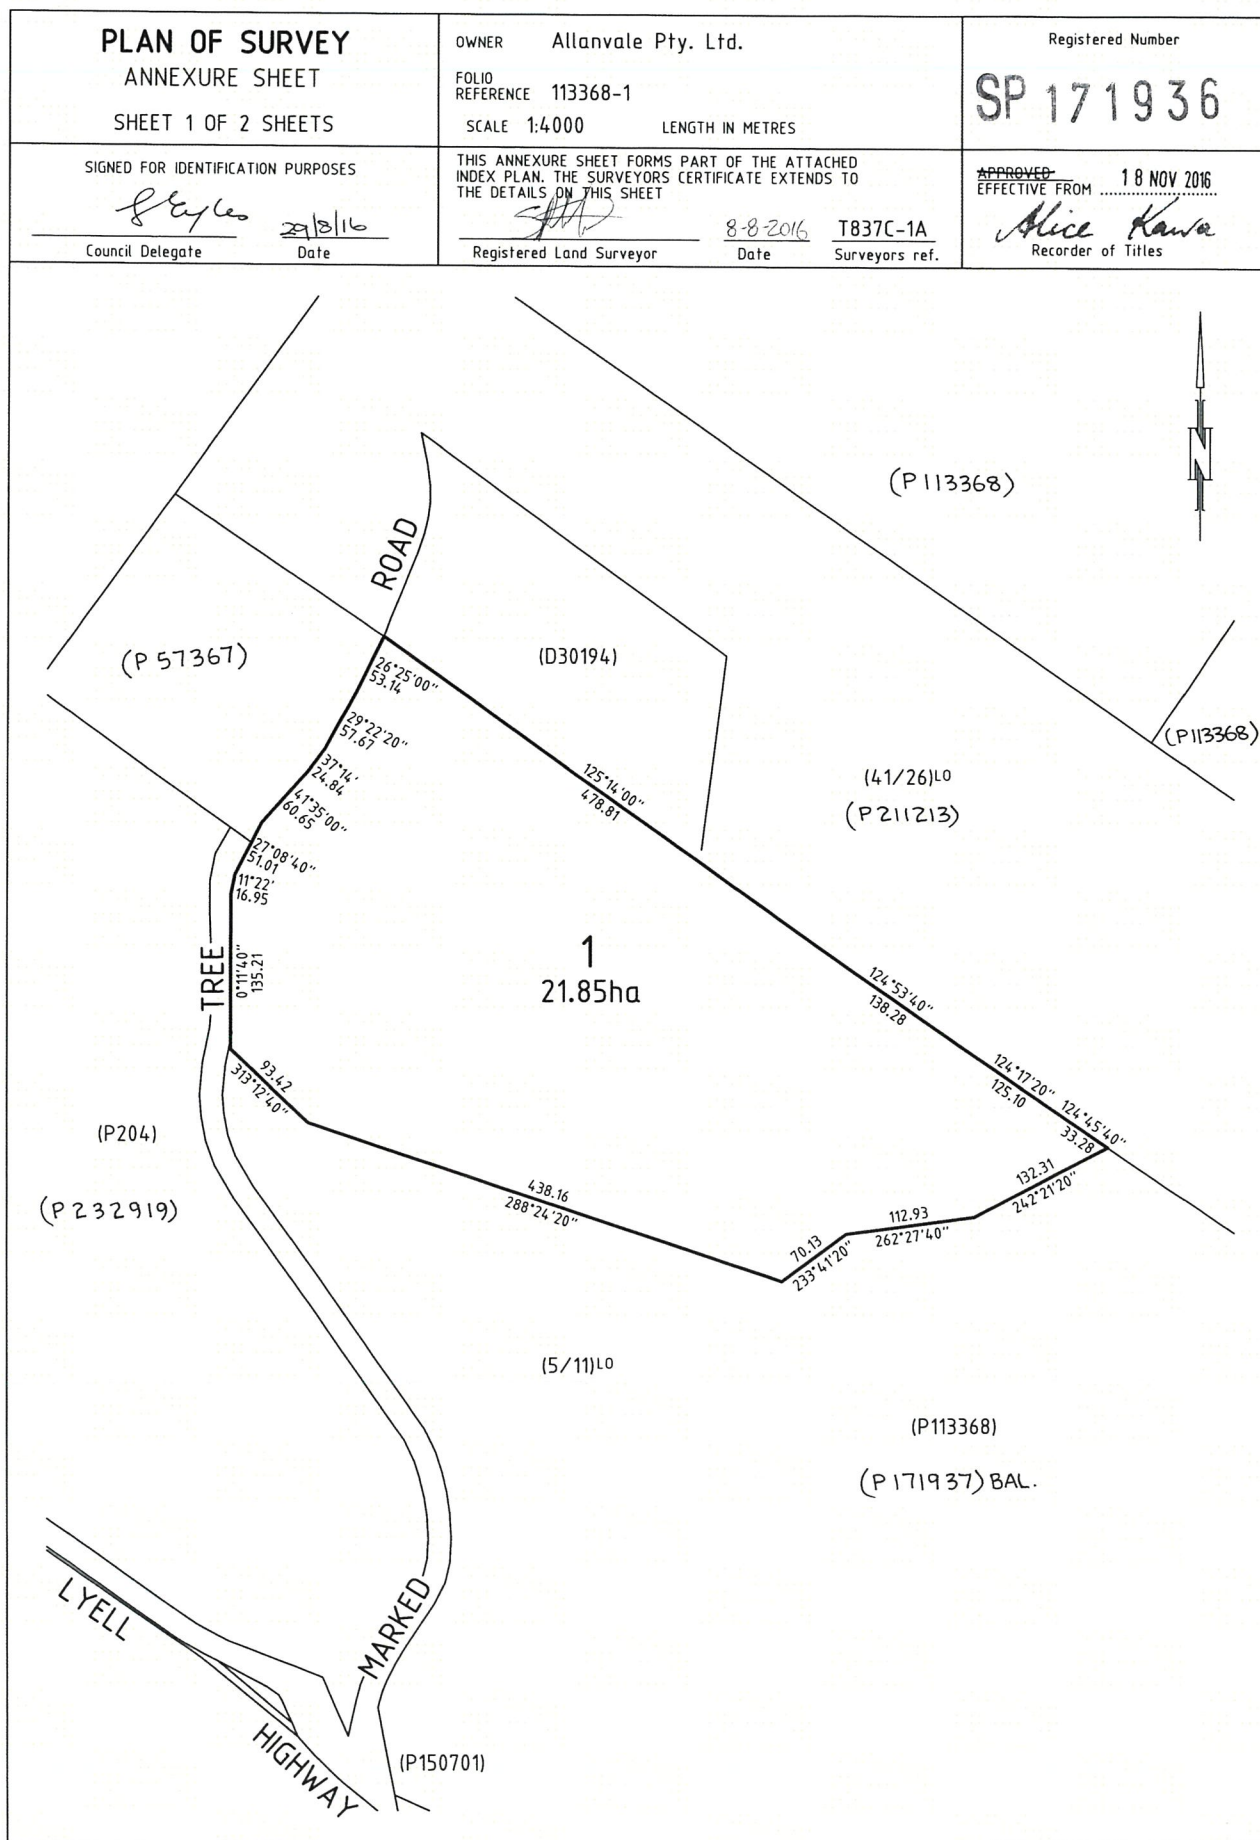 PLAN OF SURVEY
ANNEXURE SHEET
SHEET 1 OF 2 SHEETS
OWNER Allanvale Pty. Ltd.
FOLIO
REFERENCE 113368-1
SCALE 1:4000 LENGTH IN METRES
Registered Number
SP 171936
SIGNED FOR IDENTIFICATION PURPOSES
29/8/16
Council Delegate Date
THIS ANNEXURE SHEET FORMS PART OF THE ATTACHED
INDEX PLAN. THE SURVEYORS CERTIFICATE EXTENDS TO
THE DETAILS ON THIS SHEET
8-8-2016 T837C-1A
Registered Land Surveyor Date Surveyors ref.
APPROVED
EFFECTIVE FROM 18 NOV 2016
Alice Kawa
Recorder of Titles
(P113368)
N
ROAD
(P57367)
(D30194)
26°25'00"
53.14
29°22'20"
57.67
37°14'
24.84
41°35'00"
60.65
27°08'40"
51.01
11°22'
16.95
0°11'40"
135.21
TREE
125°14'00"
478.81
(P113368)
(41/26)LO
(P211213)
1
21.85ha
124°53'40"
138.28
124°17'20"
125.10
124°45'40"
33.28
93.42
313°12'40"
438.16
288°24'20"
70.13
233°41'20"
112.93
262°27'40"
132.31
242°21'20"
(P204)
(P232919)
(5/11)LO
(P113368)
(P171937) BAL.
LYELL
HIGHWAY
MARKED
(P150701)